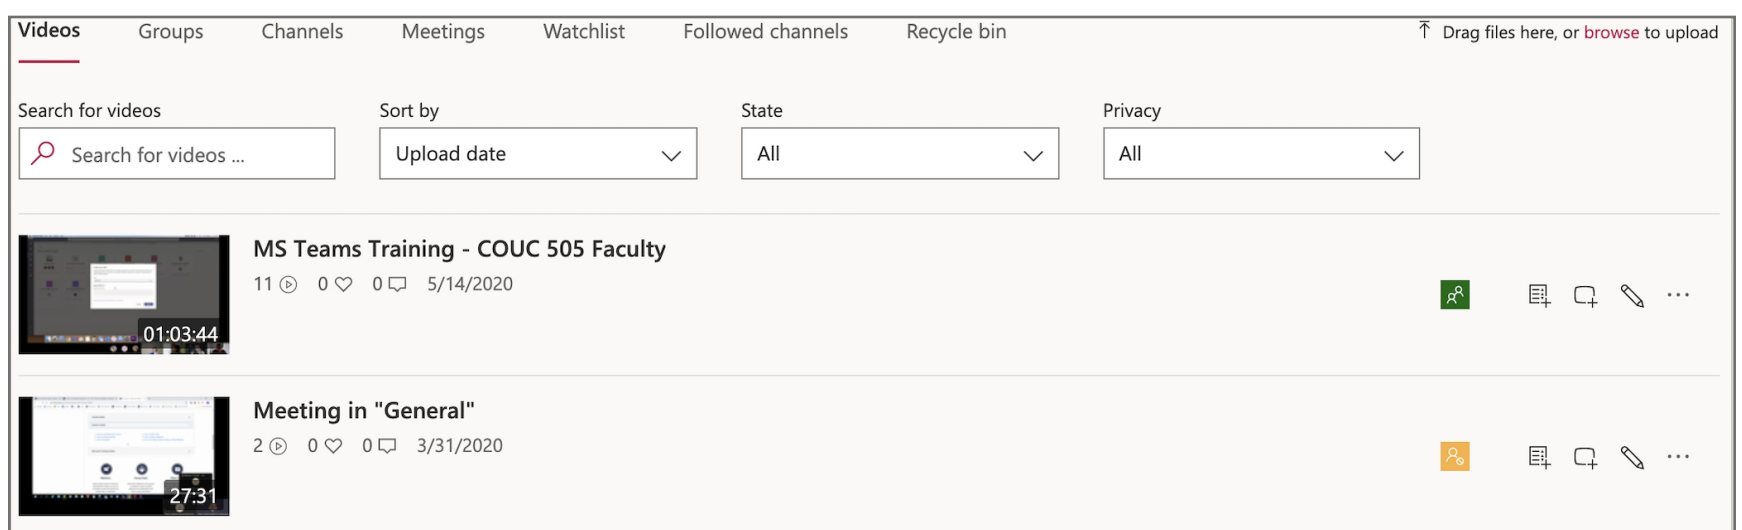 Videos Groups Channels Meetings Watchlist Followed channels Recycle bin Drag files here, or browse to upload
Search for videos Sort by State Privacy
Search for videos ... Upload date All All
MS Teams Training - COUC 505 Faculty
11 0 0 5/14/2020
01:03:44
Meeting in "General"
2 0 0 3/31/2020
27:31